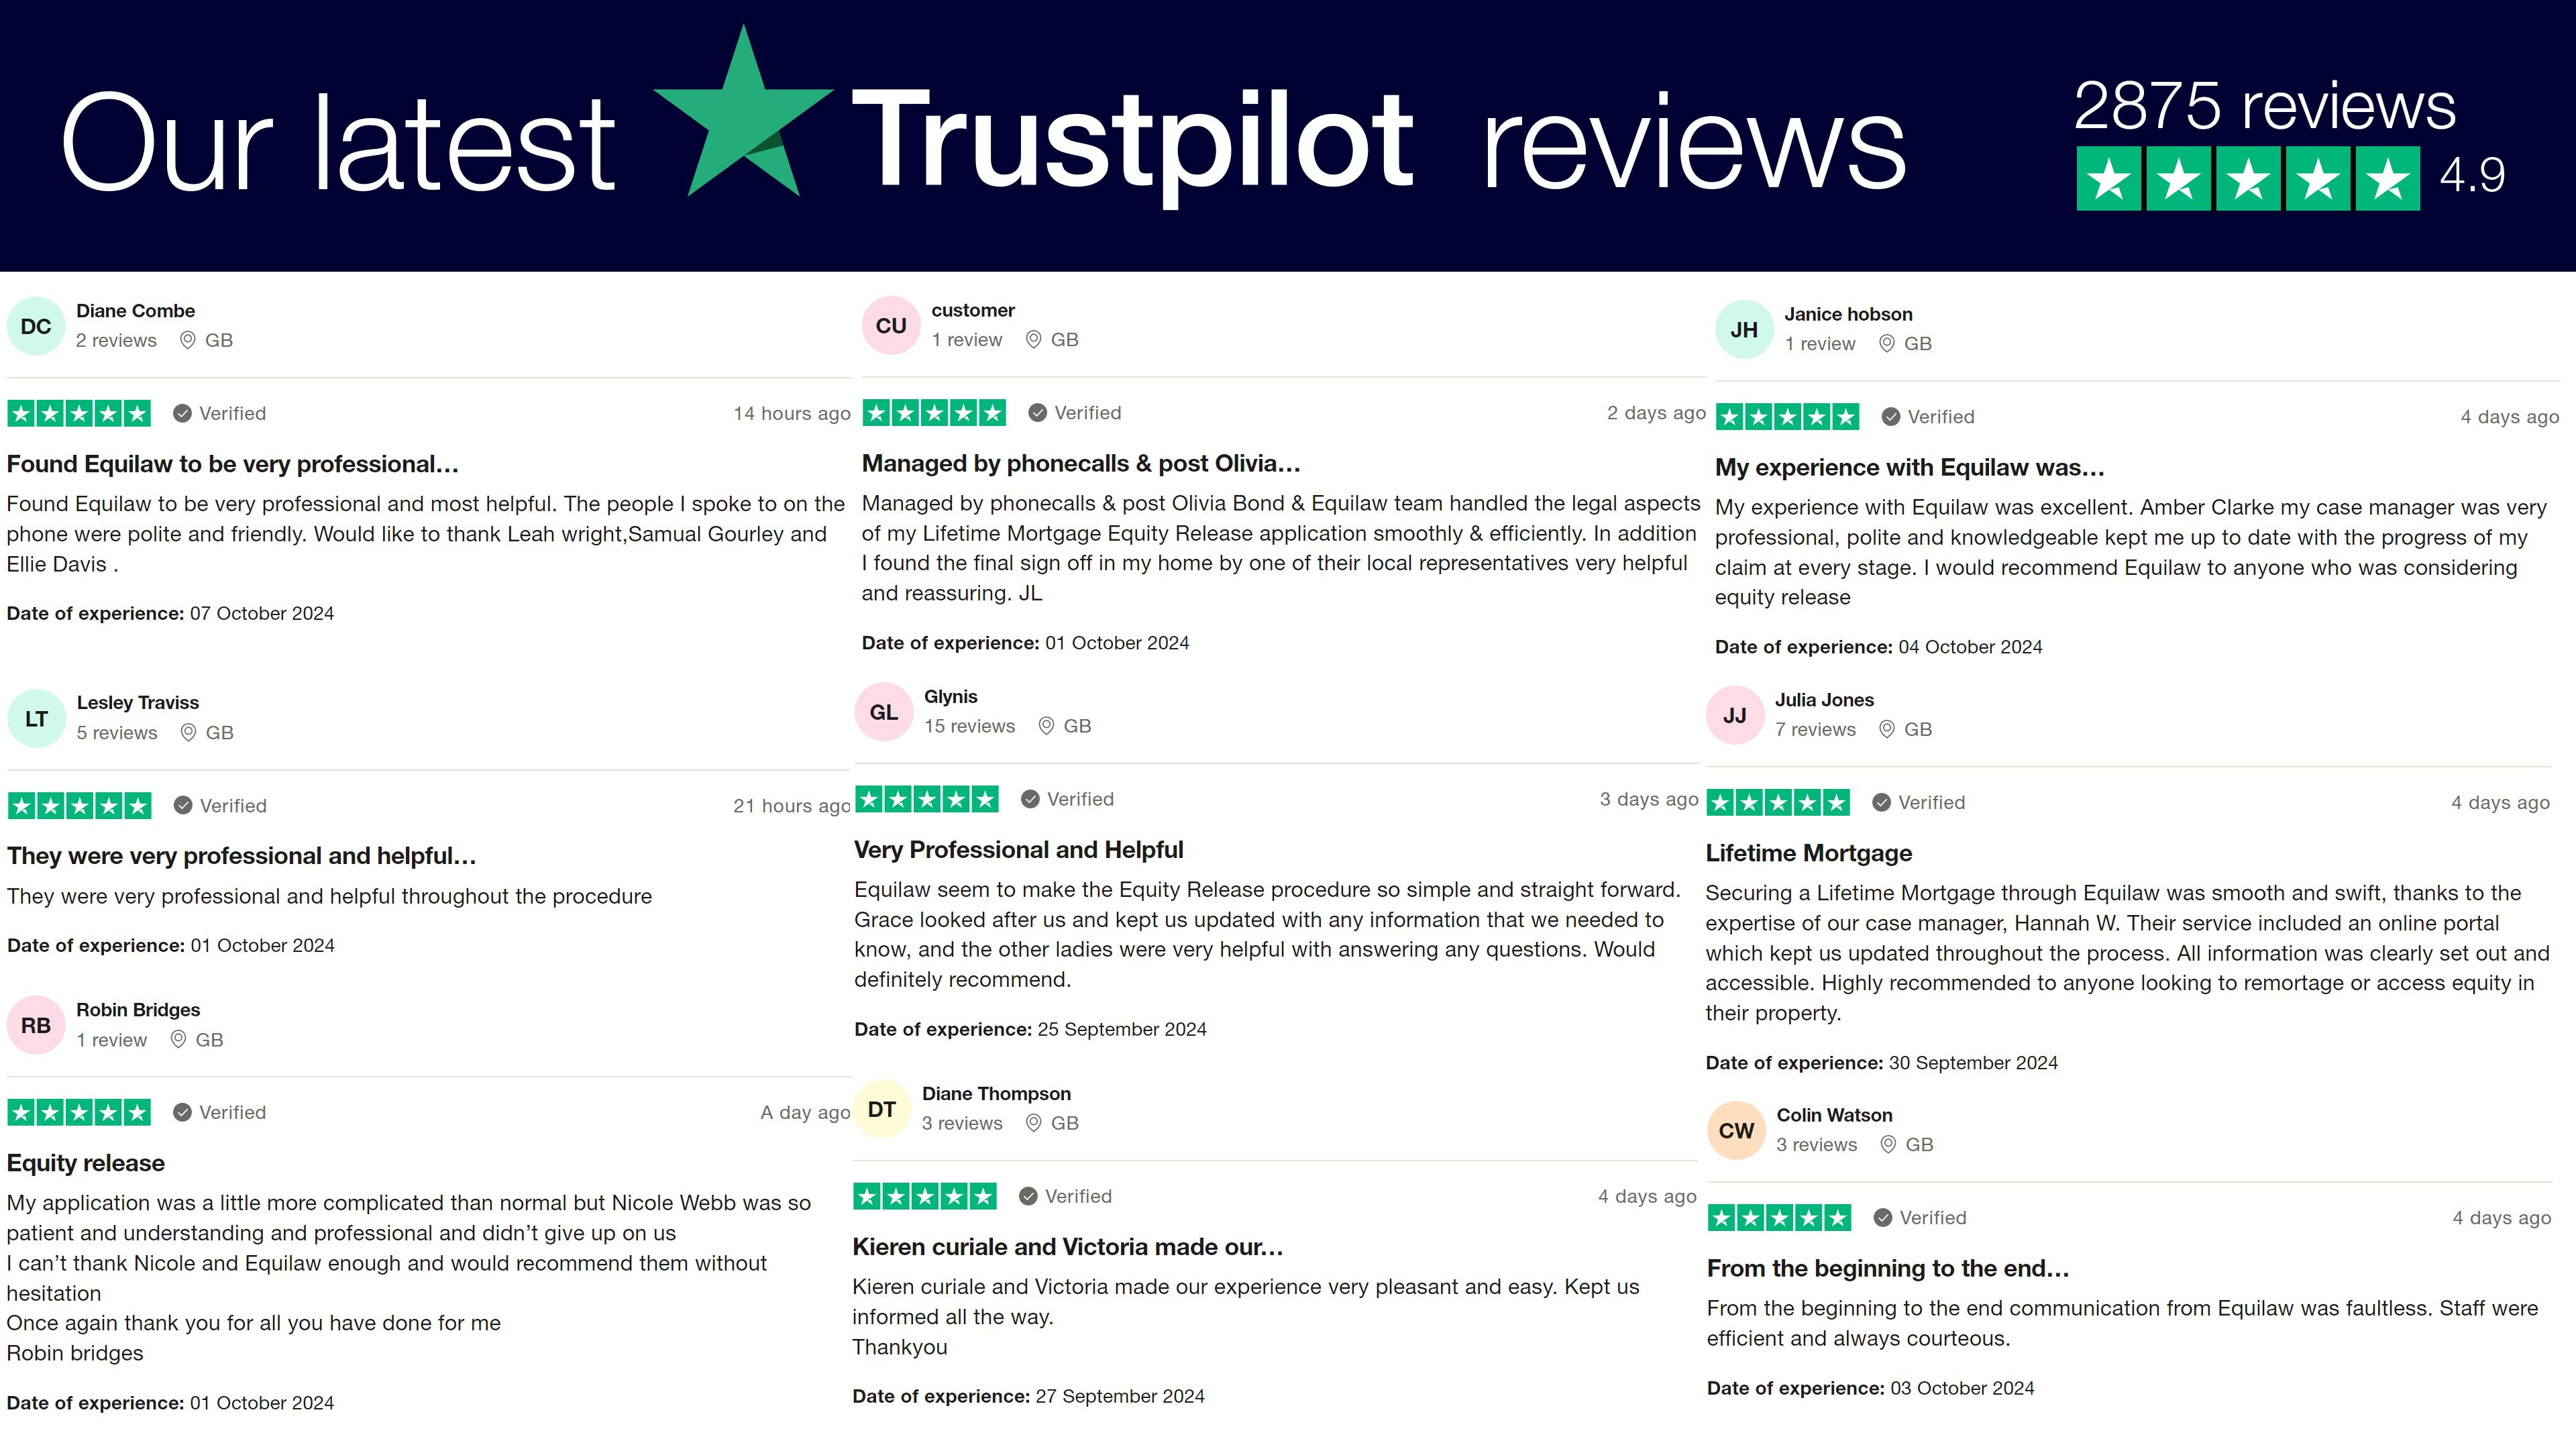 Our latest Trustpilot reviews
2875 reviews
4.9
DC
Diane Combe
2 reviews GB
Verified
14 hours ago
Found Equilaw to be very professional...
Found Equilaw to be very professional and most helpful. The people I spoke to on the
phone were polite and friendly. Would like to thank Leah wright,Samual Gourley and
Ellie Davis .
Date of experience: 07 October 2024
LT
Lesley Traviss
5 reviews GB
Verified
21 hours ago
They were very professional and helpful...
They were very professional and helpful throughout the procedure
Date of experience: 01 October 2024
RB
Robin Bridges
1 review GB
Verified
A day ago
Equity release
My application was a little more complicated than normal but Nicole Webb was so
patient and understanding and professional and didn't give up on us
I can't thank Nicole and Equilaw enough and would recommend them without
hesitation
Once again thank you for all you have done for me
Robin bridges
Date of experience: 01 October 2024
CU
customer
1 review GB
Verified
2 days ago
Managed by phonecalls & post Olivia...
Managed by phonecalls & post Olivia Bond & Equilaw team handled the legal aspects
of my Lifetime Mortgage Equity Release application smoothly & efficiently. In addition
I found the final sign off in my home by one of their local representatives very helpful
and reassuring. JL
Date of experience: 01 October 2024
GL
Glynis
15 reviews GB
Verified
3 days ago
Very Professional and Helpful
Equilaw seem to make the Equity Release procedure so simple and straight forward.
Grace looked after us and kept us updated with any information that we needed to
know, and the other ladies were very helpful with answering any questions. Would
definitely recommend.
Date of experience: 25 September 2024
DT
Diane Thompson
3 reviews GB
Verified
4 days ago
Kieren curiale and Victoria made our...
Kieren curiale and Victoria made our experience very pleasant and easy. Kept us
informed all the way.
Thankyou
Date of experience: 27 September 2024
JH
Janice hobson
1 review GB
Verified
4 days ago
My experience with Equilaw was...
My experience with Equilaw was excellent. Amber Clarke my case manager was very
professional, polite and knowledgeable kept me up to date with the progress of my
claim at every stage. I would recommend Equilaw to anyone who was considering
equity release
Date of experience: 04 October 2024
JJ
Julia Jones
7 reviews GB
Verified
4 days ago
Lifetime Mortgage
Securing a Lifetime Mortgage through Equilaw was smooth and swift, thanks to the
expertise of our case manager, Hannah W. Their service included an online portal
which kept us updated throughout the process. All information was clearly set out and
accessible. Highly recommended to anyone looking to remortage or access equity in
their property.
Date of experience: 30 September 2024
CW
Colin Watson
3 reviews GB
Verified
4 days ago
From the beginning to the end...
From the beginning to the end communication from Equilaw was faultless. Staff were
efficient and always courteous.
Date of experience: 03 October 2024